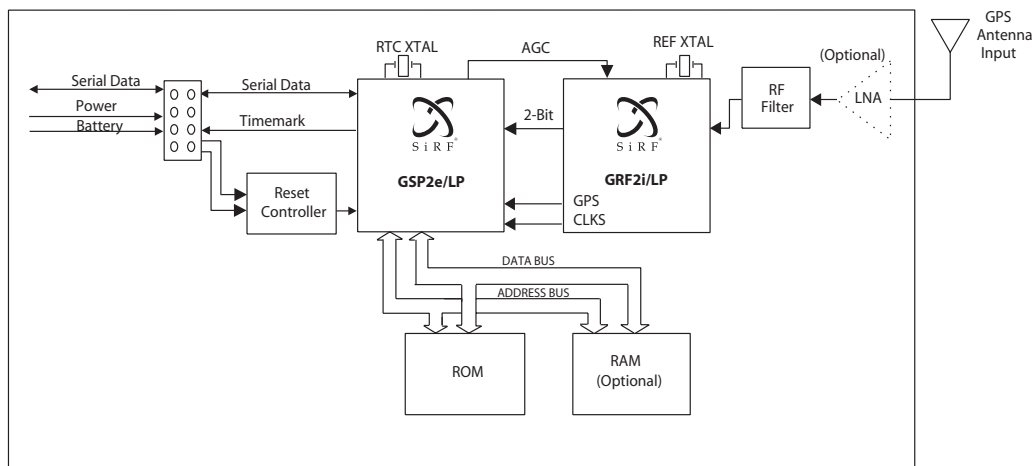 GPS
Antenna
Input
RTC XTAL
AGC
REF XTAL
(Optional)
Serial Data
Power
Battery
Serial Data
Timemark
SiRF®
GSP2e/LP
2-Bit
SiRF®
GRF2i/LP
RF
Filter
LNA
Reset
Controller
GPS
CLKS
DATA BUS
ADDRESS BUS
ROM
RAM
(Optional)